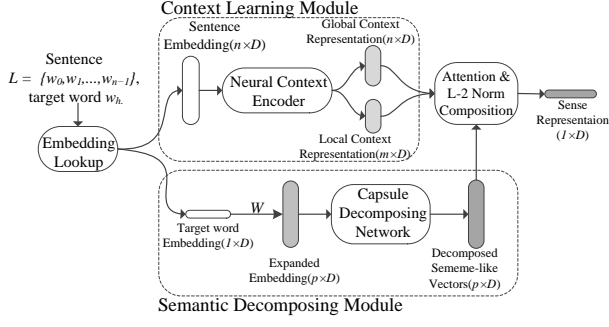 Context Learning Module
Sentence
L = {w0,w1,...,wn−1},
target word wh.
Embedding
Lookup
Sentence
Embedding(n×D)
Neural Context
Encoder
Global Context
Representation(n×D)
Local Context
Representation(m×D)
Attention &
L-2 Norm
Composition
Sense
Representaion
(1×D)
Target word
Embedding(1×D)
W
Expanded
Embedding(p×D)
Capsule
Decomposing
Network
Decomposed
Sememe-like
Vectors(p×D)
Semantic Decomposing Module